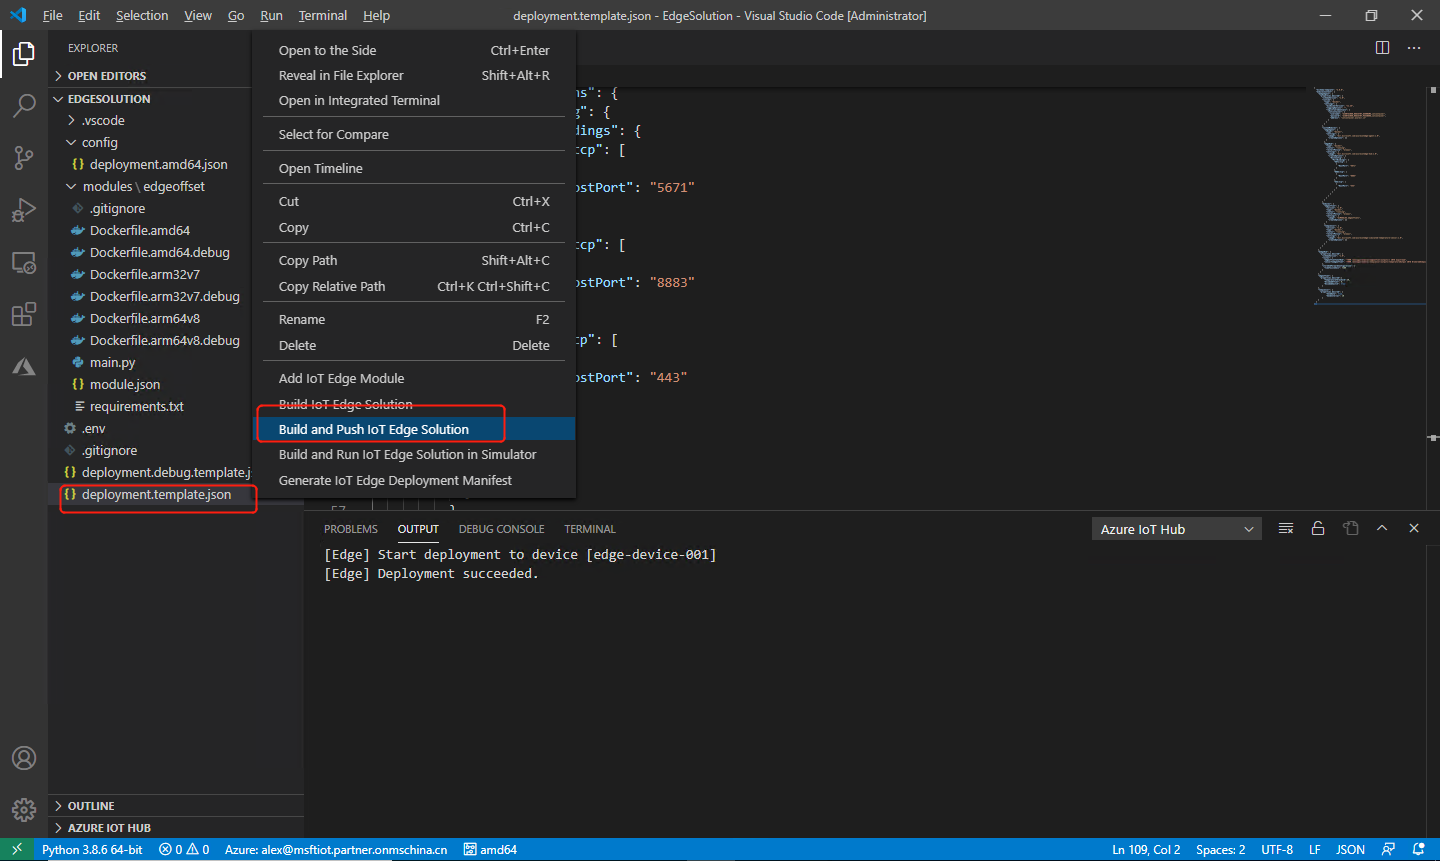 File Edit Selection View Go Run Terminal Help
deployment.template.json - EdgeSolution - Visual Studio Code [Administrator]
EXPLORER
OPEN EDITORS
EDGESOLUTION
.vscode
config
{} deployment.amd64.json
modules \ edgeoffset
.gitignore
Dockerfile.amd64
Dockerfile.amd64.debug
Dockerfile.arm32v7
Dockerfile.arm32v7.debug
Dockerfile.arm64v8
Dockerfile.arm64v8.debug
main.py
{} module.json
requirements.txt
.env
.gitignore
{} deployment.debug.template.j
{} deployment.template.json
OUTLINE
AZURE IOT HUB
Open to the Side Ctrl+Enter
Reveal in File Explorer Shift+Alt+R
Open in Integrated Terminal
Select for Compare
Open Timeline
Cut Ctrl+X
Copy Ctrl+C
Copy Path Shift+Alt+C
Copy Relative Path Ctrl+K Ctrl+Shift+C
Rename F2
Delete Delete
Add IoT Edge Module
Build IoT Edge Solution
Build and Push IoT Edge Solution
Build and Run IoT Edge Solution in Simulator
Generate IoT Edge Deployment Manifest
ns": {
g": {
dings": {
tcp": [
ostPort": "5671"
tcp": [
ostPort": "8883"
cp": [
ostPort": "443"
57 }
PROBLEMS OUTPUT DEBUG CONSOLE TERMINAL
Azure IoT Hub
[Edge] Start deployment to device [edge-device-001]
[Edge] Deployment succeeded.
Python 3.8.6 64-bit 0 0 Azure: alex@msftiot.partner.onmschina.cn amd64
Ln 109, Col 2 Spaces: 2 UTF-8 LF JSON